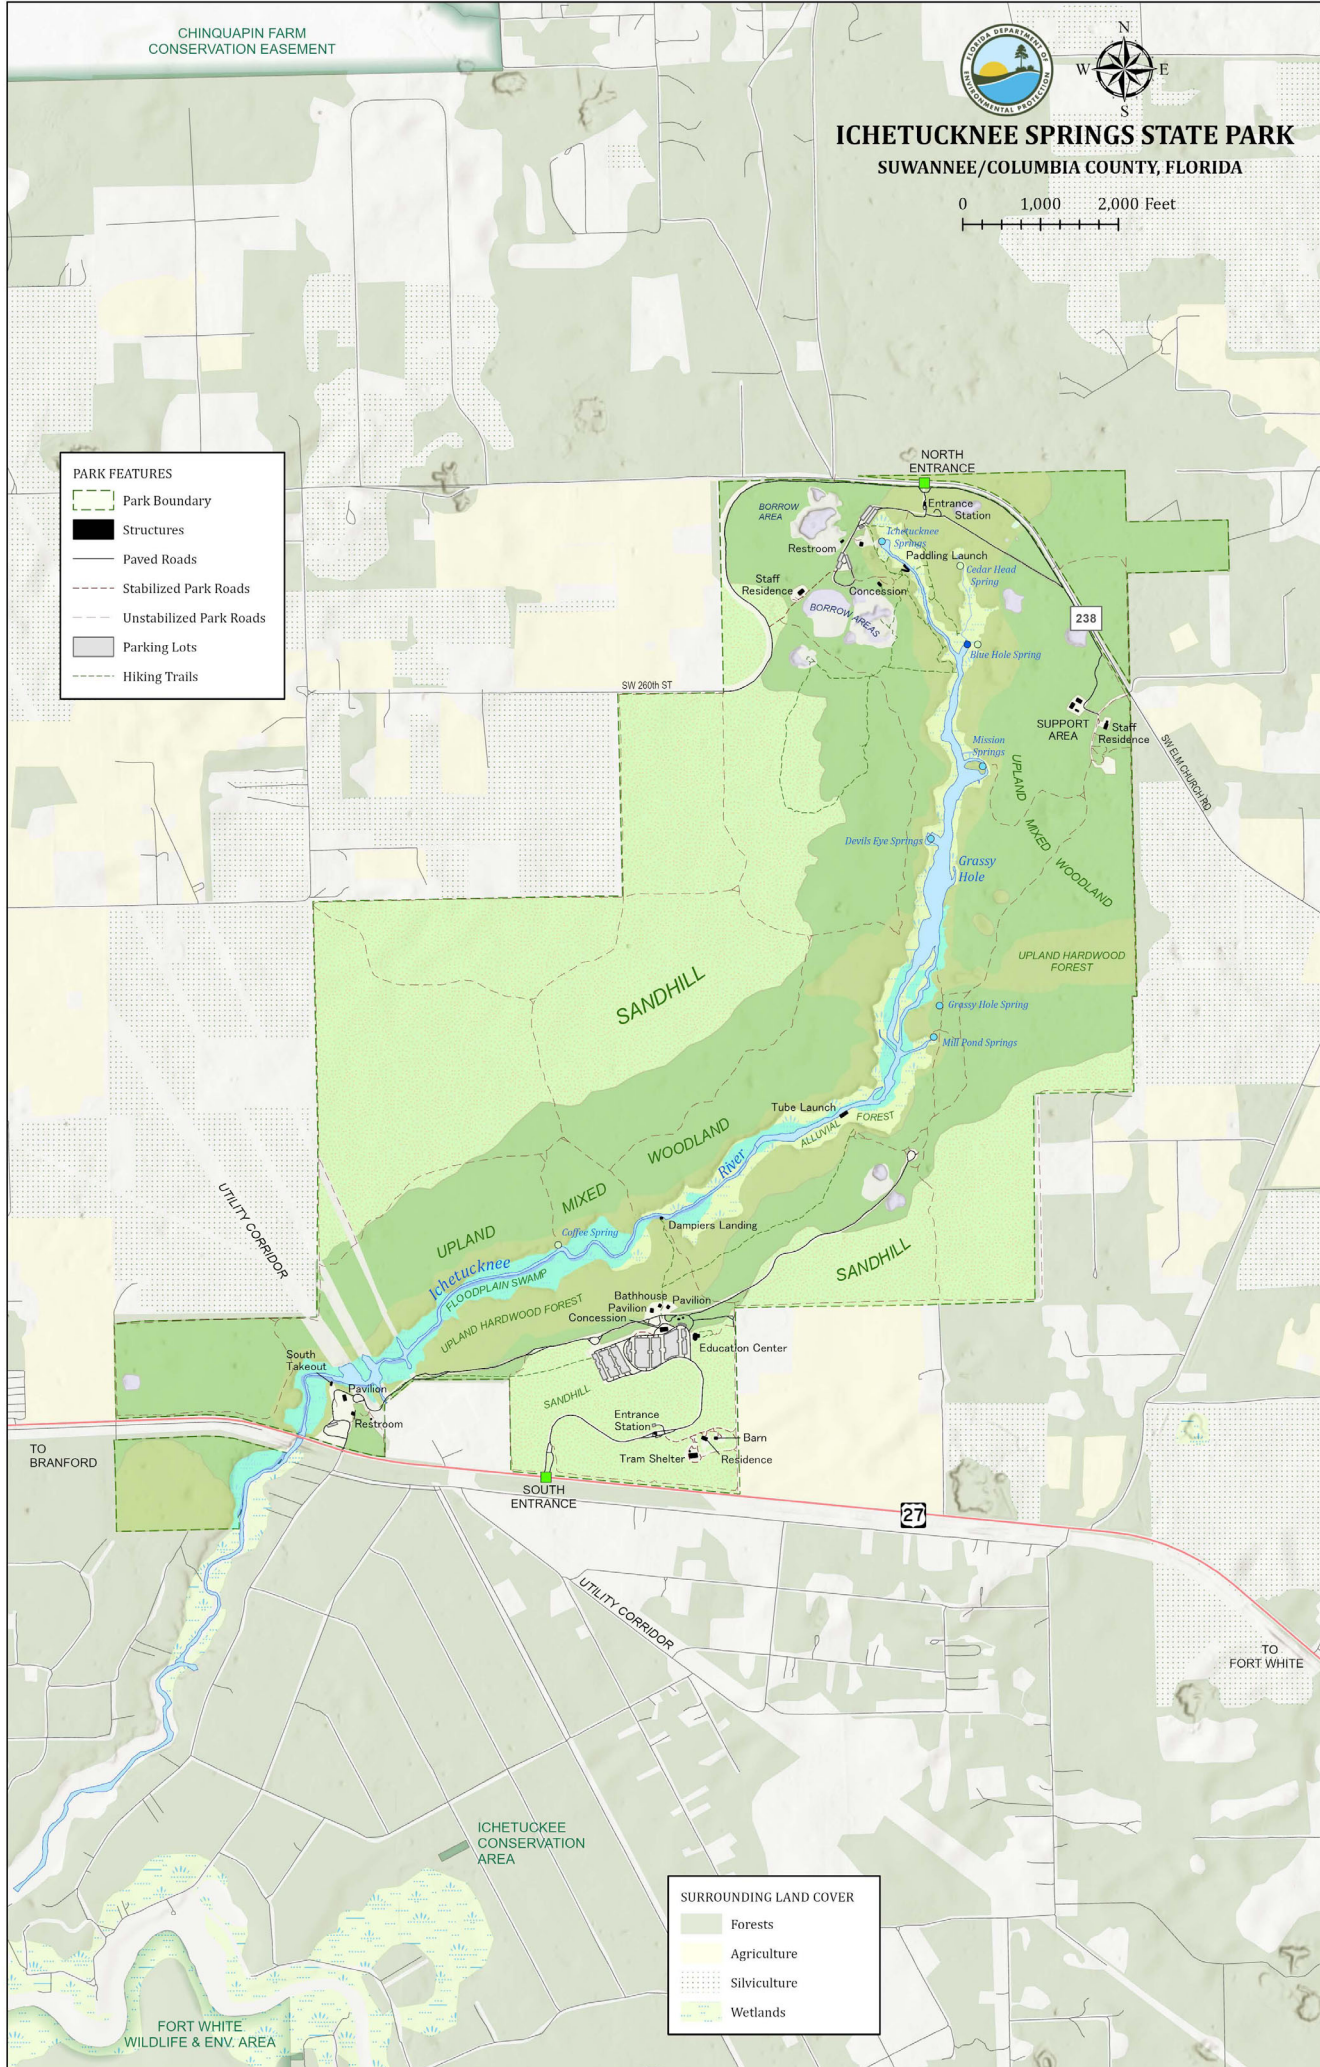 CHINQUAPIN FARM
CONSERVATION EASEMENT
FLORIDA DEPARTMENT OF
ENVIRONMENTAL PROTECTION
N
W
E
S
ICHETUCKNEE SPRINGS STATE PARK
SUWANNEE/COLUMBIA COUNTY, FLORIDA
0 1,000 2,000 Feet
PARK FEATURES
Park Boundary
Structures
Paved Roads
Stabilized Park Roads
Unstabilized Park Roads
Parking Lots
Hiking Trails
NORTH
ENTRANCE
BORROW
AREA
Entrance
Station
Ichetucknee
Springs
Restroom
Paddling Launch
Cedar Head
Spring
Staff
Residence
Concession
BORROW AREAS
238
Blue Hole Spring
SW 260th ST
SUPPORT
AREA
Staff
Residence
Mission
Springs
SW ELM CHURCH RD
UPLAND
MIXED
WOODLAND
Devils Eye Springs
Grassy
Hole
UPLAND HARDWOOD
FOREST
SANDHILL
Grassy Hole Spring
Mill Pond Springs
Tube Launch
ALLUVIAL
FOREST
WOODLAND
River
MIXED
UTILITY CORRIDOR
Dampiers Landing
Coffee Spring
UPLAND
SANDHILL
Ichetucknee
FLOODPLAIN SWAMP
UPLAND HARDWOOD FOREST
Bathhouse
Pavilion
Pavilion
Concession
Education Center
South
Takeout
Pavilion
Restroom
SANDHILL
Entrance
Station
Barn
Residence
Tram Shelter
TO
BRANFORD
SOUTH
ENTRANCE
27
UTILITY CORRIDOR
TO
FORT WHITE
ICHETUCKEE
CONSERVATION
AREA
SURROUNDING LAND COVER
Forests
Agriculture
Silviculture
Wetlands
FORT WHITE
WILDLIFE & ENV. AREA